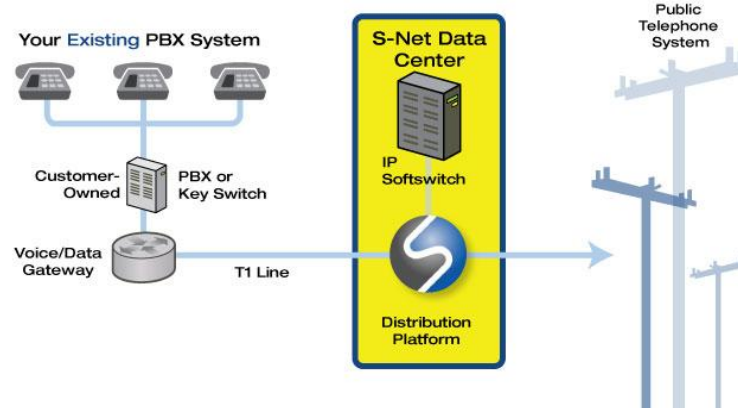 Your Existing PBX System
Customer-
Owned
PBX or
Key Switch
Voice/Data
Gateway
T1 Line
S-Net Data
Center
IP
Softswitch
Distribution
Platform
Public
Telephone
System